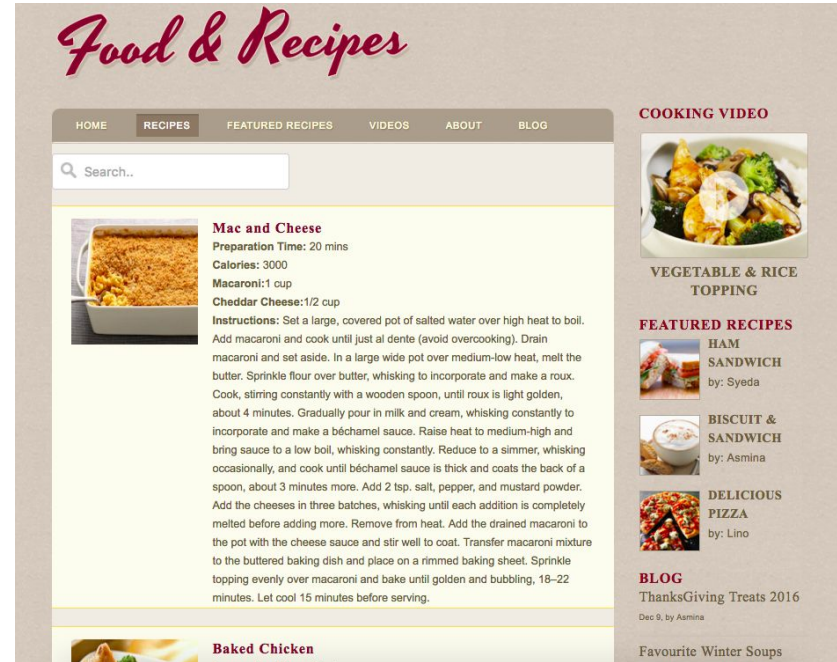 Food & Recipes
HOME RECIPES FEATURED RECIPES VIDEOS ABOUT BLOG
Search..
Mac and Cheese
Preparation Time: 20 mins
Calories: 3000
Macaroni:1 cup
Cheddar Cheese:1/2 cup
Instructions: Set a large, covered pot of salted water over high heat to boil.
Add macaroni and cook until just al dente (avoid overcooking). Drain
macaroni and set aside. In a large wide pot over medium-low heat, melt the
butter. Sprinkle flour over butter, whisking to incorporate and make a roux.
Cook, stirring constantly with a wooden spoon, until roux is light golden,
about 4 minutes. Gradually pour in milk and cream, whisking constantly to
incorporate and make a béchamel sauce. Raise heat to medium-high and
bring sauce to a low boil, whisking constantly. Reduce to a simmer, whisking
occasionally, and cook until béchamel sauce is thick and coats the back of a
spoon, about 3 minutes more. Add 2 tsp. salt, pepper, and mustard powder.
Add the cheeses in three batches, whisking until each addition is completely
melted before adding more. Remove from heat. Add the drained macaroni to
the pot with the cheese sauce and stir well to coat. Transfer macaroni mixture
to the buttered baking dish and place on a rimmed baking sheet. Sprinkle
topping evenly over macaroni and bake until golden and bubbling, 18–22
minutes. Let cool 15 minutes before serving.
Baked Chicken
COOKING VIDEO
VEGETABLE & RICE
TOPPING
FEATURED RECIPES
HAM
SANDWICH
by: Syeda
BISCUIT &
SANDWICH
by: Asmina
DELICIOUS
PIZZA
by: Lino
BLOG
ThanksGiving Treats 2016
Dec 9, by Asmina
Favourite Winter Soups